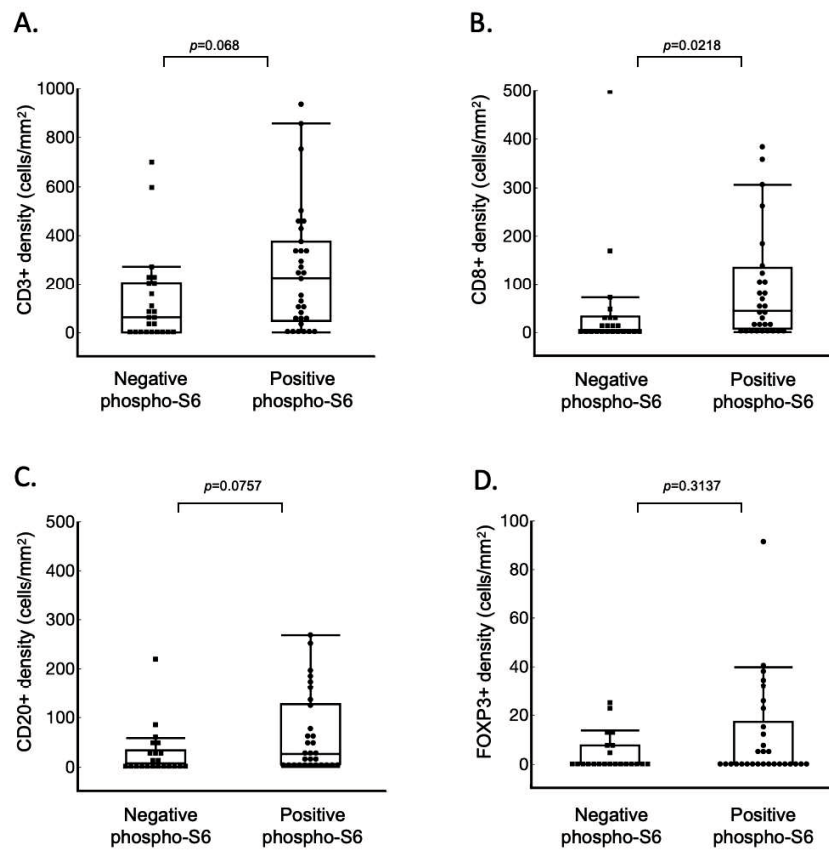 A.
p=0.068
CD3+ density (cells/mm²)
1000
800
600
400
200
0
Negative
phospho-S6
Positive
phospho-S6
B.
p=0.0218
CD8+ density (cells/mm²)
500
400
300
200
100
0
Negative
phospho-S6
Positive
phospho-S6
C.
p=0.0757
CD20+ density (cells/mm²)
500
400
300
200
100
0
Negative
phospho-S6
Positive
phospho-S6
D.
p=0.3137
FOXP3+ density (cells/mm²)
100
80
60
40
20
0
Negative
phospho-S6
Positive
phospho-S6